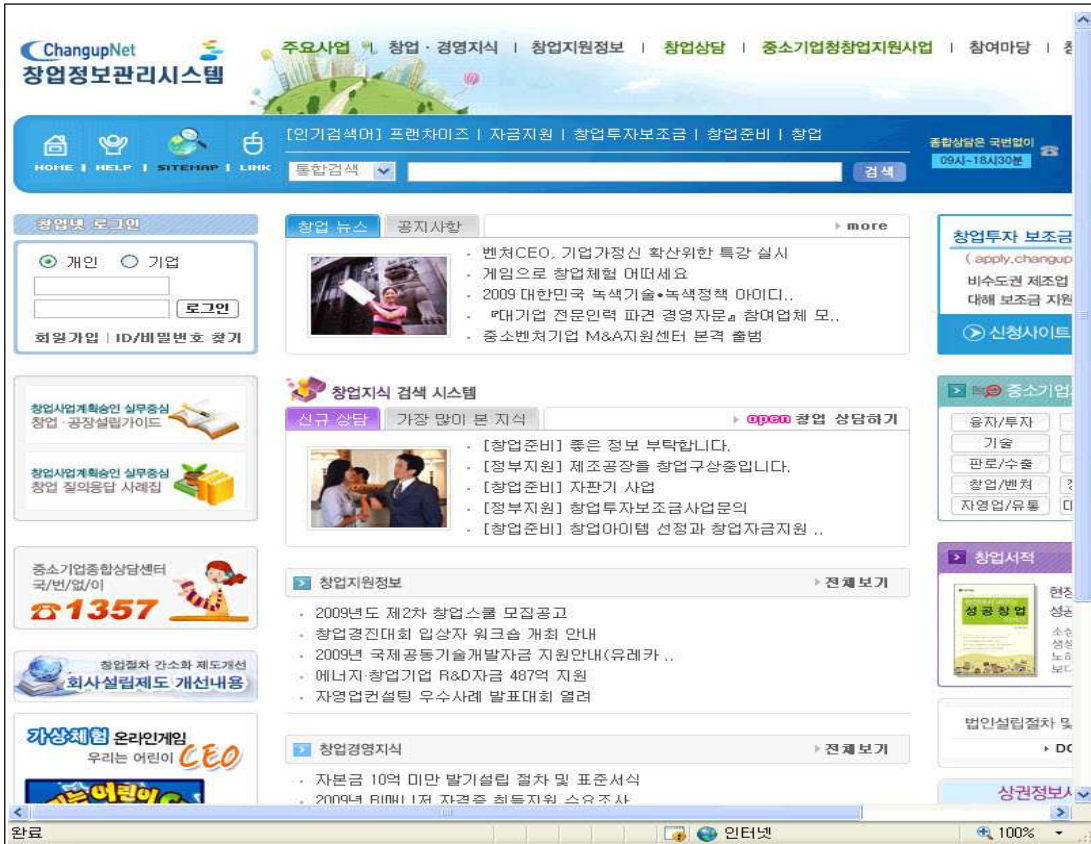 ChangupNet
창업정보관리시스템
주요사업 창업 · 경영지식 | 창업지원정보 | 창업상담 | 중소기업청창업지원사업 | 참여마당 |
HOME | HELP | SITEMAP | LINK
[인기검색어] 프랜차이즈 | 자금지원 | 창업투자보조금 | 창업준비 | 창업
통합검색
검색
종합상담은 국번없이
09시~18시30분
창업넷 로그인
개인 기업
로그인
회원가입 | ID/비밀번호 찾기
창업사업계획승인 실무중심
창업 · 공장설립가이드
창업사업계획승인 실무중심
창업 질의응답 사례집
중소기업종합상담센터
국/번/없/이
1357
창업절차 간소화 제도개선
회사설립제도 개선내용
가상체험 온라인게임
우리는 어린이 CEO
창업 뉴스 공지사항 more
· 벤처CEO, 기업가정신 확산위한 특강 실시
· 게임으로 창업체험 어떠세요
· 2009 대한민국 녹색기술•녹색정책 아이디..
· 『대기업 전문인력 파견 경영자문』 참여업체 모..
· 중소벤처기업 M&A지원센터 본격 출범
창업지식 검색 시스템
신규 상담 가장 많이 본 지식 open 창업 상담하기
· [창업준비] 좋은 정보 부탁합니다.
· [정부지원] 제조공장을 창업구상중입니다.
· [창업준비] 자판기 사업
· [정부지원] 창업투자보조금사업문의
· [창업준비] 창업아이템 선정과 창업자금지원 ..
창업지원정보 전체보기
· 2009년도 제2차 창업스쿨 모집공고
· 창업경진대회 입상자 워크숍 개최 안내
· 2009년 국제공동기술개발자금 지원안내(유레카 ..
· 에너지·창업기업 R&D자금 487억 지원
· 자영업컨설팅 우수사례 발표대회 열려
창업경영지식 전체보기
· 자본금 10억 미만 발기설립 절차 및 표준서식
· 2009년 BI매니저 자격증 취득지원 수요조사
창업투자 보조금
( apply.changup
비수도권 제조업
대해 보조금 지원
신청사이트
중소기업
융자/투자
기술
판로/수출
창업/벤처
자영업/유통
창업서적
성공창업
현장
성공
법인설립절차 및
상권정보시
완료
인터넷
100%